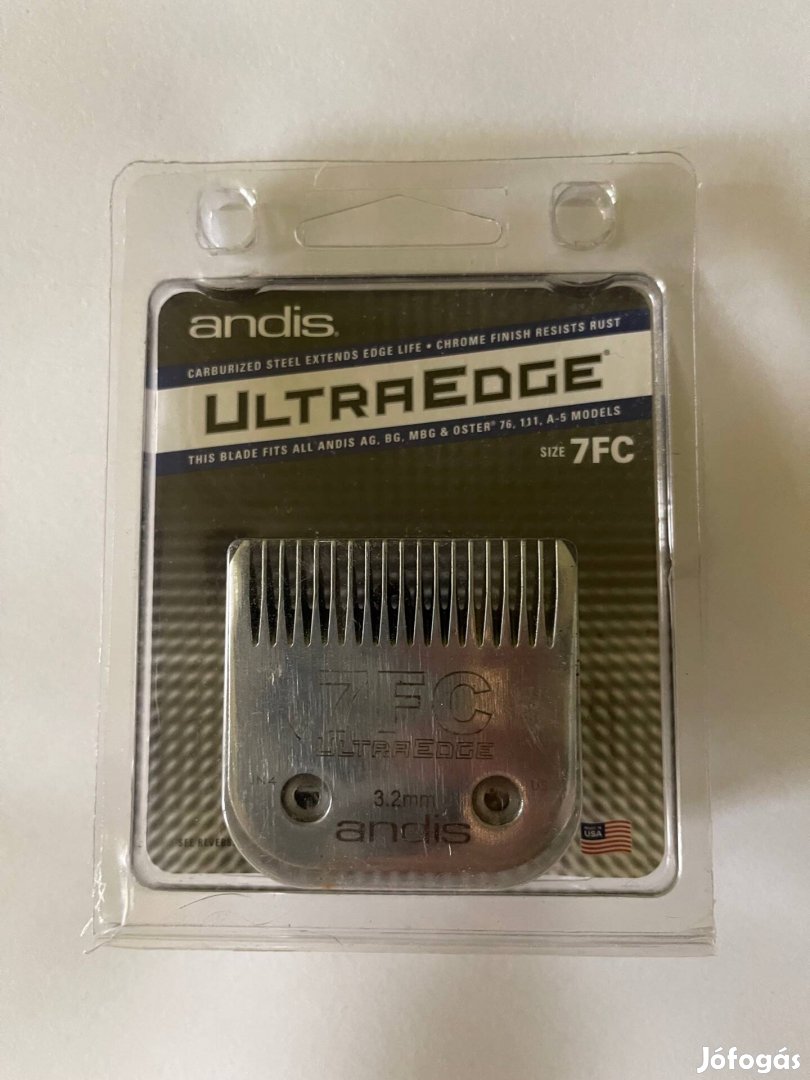 andis®
CARBURIZED STEEL EXTENDS EDGE LIFE • CHROME FINISH RESISTS RUST
ULTRAEDGE®
THIS BLADE FITS ALL ANDIS AG, BG, MBG & OSTER® 76, 111, A-5 MODELS
SIZE 7FC
7FC
ULTRAEDGE
3.2mm
andis
SEE
USA
Jófogás